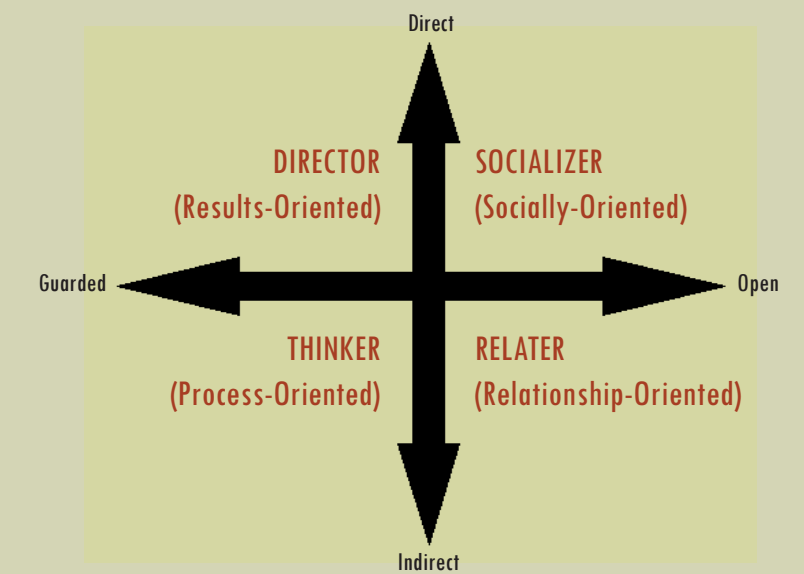 Direct
DIRECTOR
(Results-Oriented)
SOCIALIZER
(Socially-Oriented)
Guarded
Open
THINKER
(Process-Oriented)
RELATER
(Relationship-Oriented)
Indirect